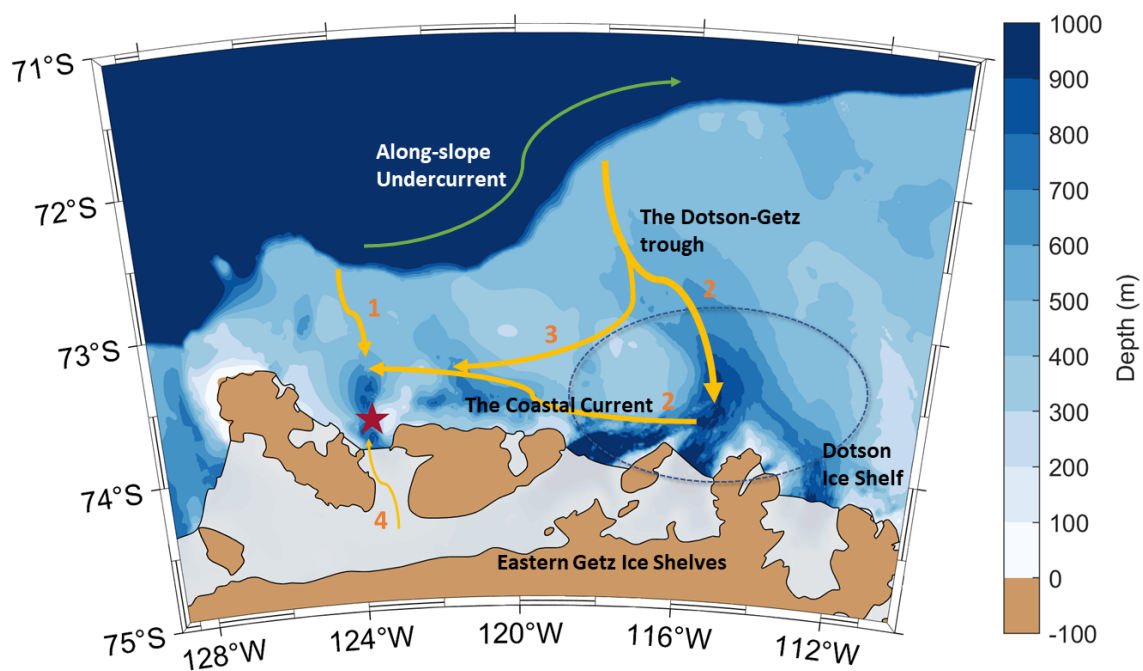 71°S
72°S
73°S
74°S
75°S
128°W
124°W
120°W
116°W
112°W
Along-slope
Undercurrent
The Dotson-Getz
trough
1
2
3
The Coastal Current
2
Dotson
Ice Shelf
4
Eastern Getz Ice Shelves
1000
900
800
700
600
500
400
300
200
100
0
-100
Depth (m)